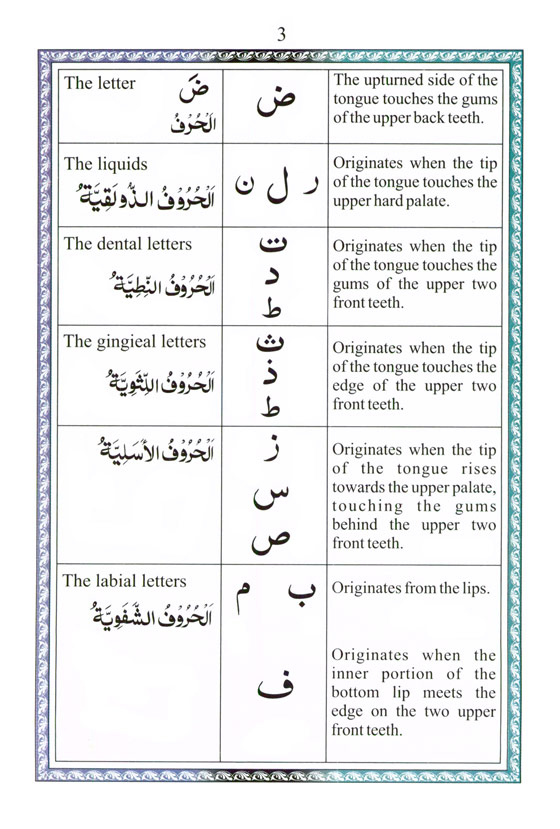 3
The letter ضَ
اَلْحُرُفُ
ض
The upturned side of the
tongue touches the gums
of the upper back teeth.
The liquids
اَلْحُرُوْفُ الذُّولَقِيَّةُ
ر ل ن
Originates when the tip
of the tongue touches the
upper hard palate.
The dental letters
اَلْحُرُوْفُ النِّطِيَّةُ
ت
د
ط
Originates when the tip
of the tongue touches the
gums of the upper two
front teeth.
The gingieal letters
اَلْحُرُوْفُ اللِّثَوِيَّةُ
ث
ذ
ط
Originates when the tip
of the tongue touches the
edge of the upper two
front teeth.
اَلْحُرُوْفُ الأَسَلِيَّةُ
ز
س
ص
Originates when the tip
of the tongue rises
towards the upper palate,
touching the gums
behind the upper two
front teeth.
The labial letters
اَلْحُرُوْفُ الشَّفَوِيَّةُ
ب م
Originates from the lips.
ف
Originates when the
inner portion of the
bottom lip meets the
edge on the two upper
front teeth.